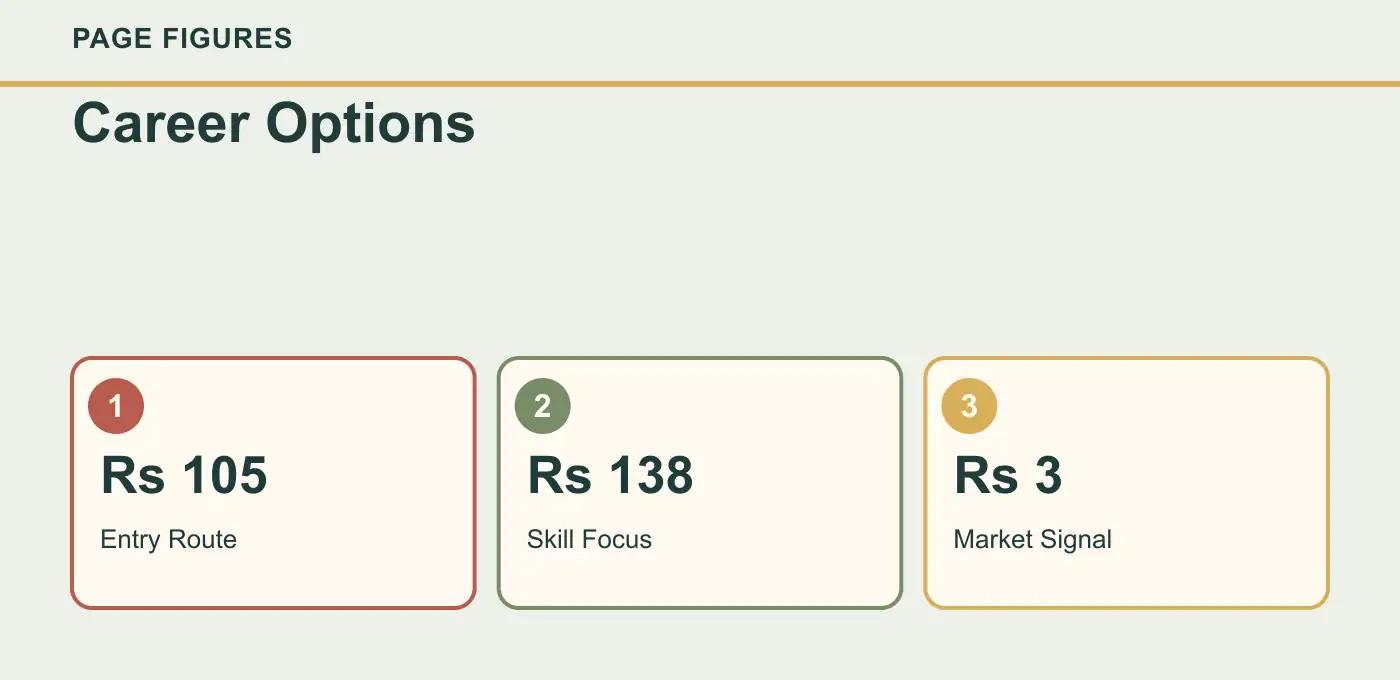 PAGE FIGURES
Career Options
1
Rs 105
Entry Route
2
Rs 138
Skill Focus
3
Rs 3
Market Signal